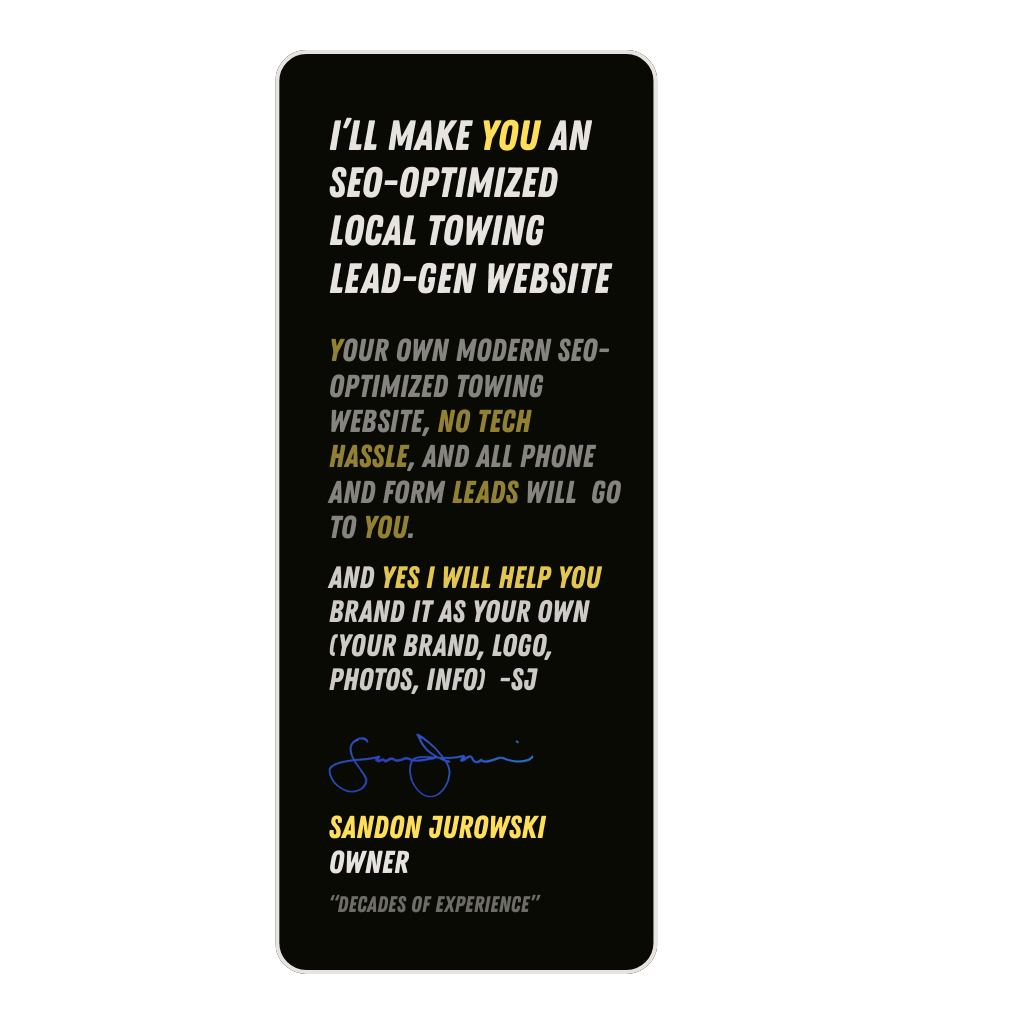 I'LL MAKE YOU AN
SEO-OPTIMIZED
LOCAL TOWING
LEAD-GEN WEBSITE
YOUR OWN MODERN SEO-
OPTIMIZED TOWING
WEBSITE, NO TECH
HASSLE, AND ALL PHONE
AND FORM LEADS WILL  GO
TO YOU.
AND YES I WILL HELP YOU
BRAND IT AS YOUR OWN
(YOUR BRAND, LOGO,
PHOTOS, INFO)  -SJ
SANDON JUROWSKI
OWNER
"DECADES OF EXPERIENCE"